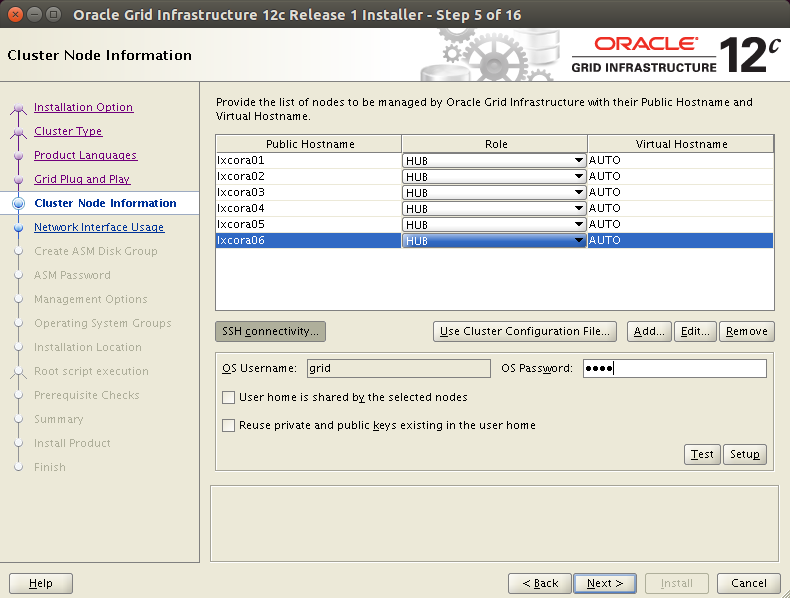 Oracle Grid Infrastructure 12c Release 1 Installer - Step 5 of 16
Cluster Node Information
ORACLE
GRID INFRASTRUCTURE
12c
Installation Option
Cluster Type
Product Languages
Grid Plug and Play
Cluster Node Information
Network Interface Usage
Create ASM Disk Group
ASM Password
Management Options
Operating System Groups
Installation Location
Root script execution
Prerequisite Checks
Summary
Install Product
Finish
Provide the list of nodes to be managed by Oracle Grid Infrastructure with their Public Hostname and
Virtual Hostname.
Public Hostname Role Virtual Hostname
lxcora01 HUB AUTO
lxcora02 HUB AUTO
lxcora03 HUB AUTO
lxcora04 HUB AUTO
lxcora05 HUB AUTO
lxcora06 HUB AUTO
SSH connectivity... Use Cluster Configuration File... Add... Edit... Remove
OS Username: grid OS Password: ••••
User home is shared by the selected nodes
Reuse private and public keys existing in the user home
Test Setup
Help < Back Next > Install Cancel